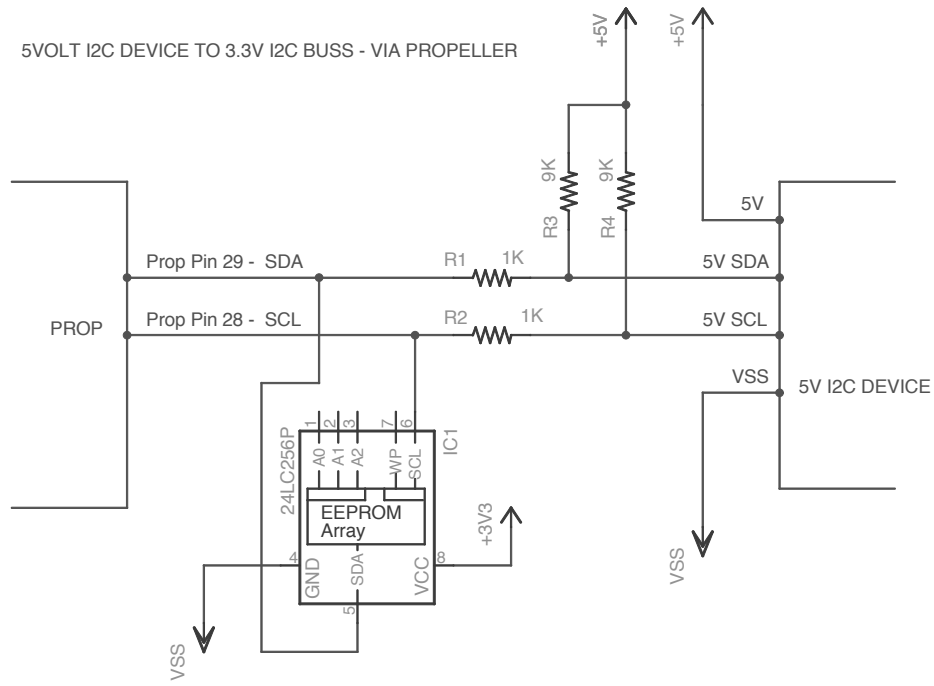 5VOLT I2C DEVICE TO 3.3V I2C BUSS - VIA PROPELLER
+5V
+5V
9K
9K
R3
R4
5V
Prop Pin 29 - SDA
R1
1K
5V SDA
PROP
Prop Pin 28 - SCL
R2
1K
5V SCL
VSS
5V I2C DEVICE
VSS
24LC256P
IC1
1
2
3
7
6
A0
A1
A2
WP
SCL
EEPROM
Array
+3V3
4
GND
SDA
VCC
8
5
VSS